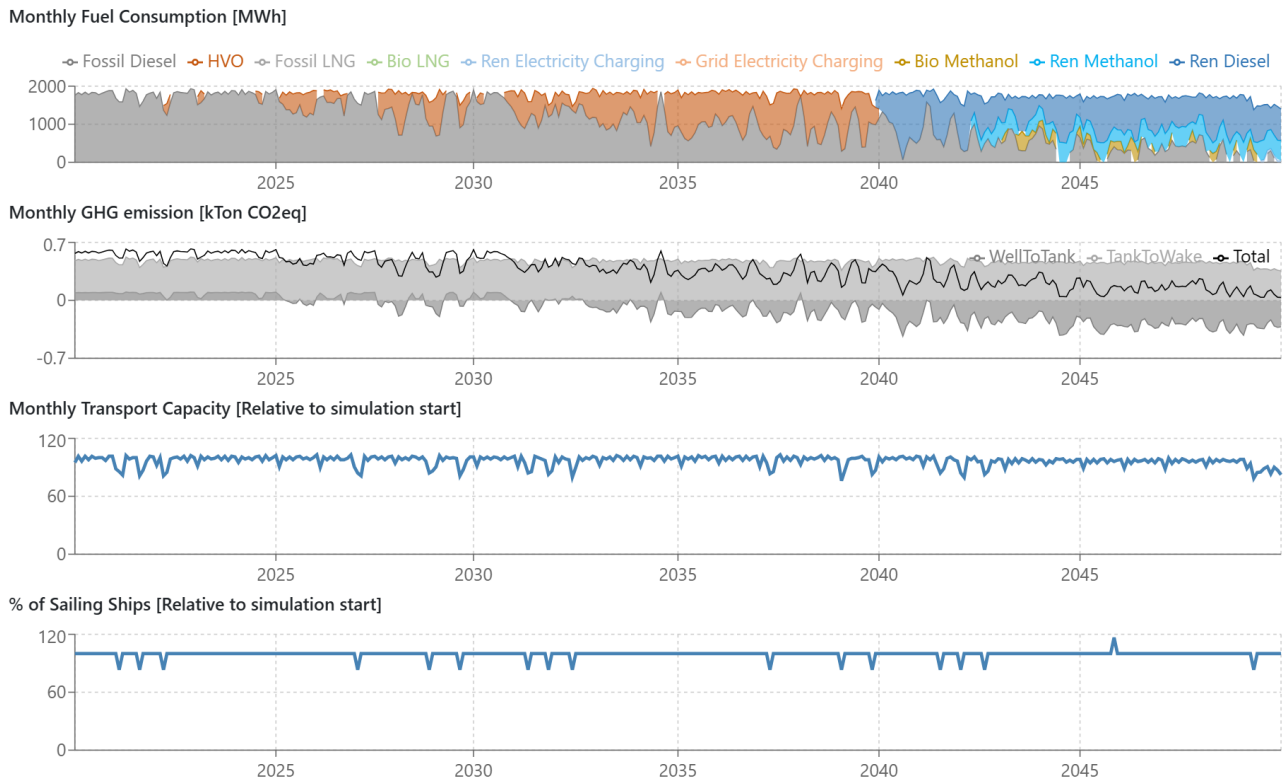 Monthly Fuel Consumption [MWh]
Fossil Diesel HVO Fossil LNG Bio LNG Ren Electricity Charging Grid Electricity Charging Bio Methanol Ren Methanol Ren Diesel
2000
1000
0
2025 2030 2035 2040 2045
Monthly GHG emission [kTon CO2eq]
0.7
WellToTank TankToWake Total
0
-0.7
2025 2030 2035 2040 2045
Monthly Transport Capacity [Relative to simulation start]
120
60
0
2025 2030 2035 2040 2045
% of Sailing Ships [Relative to simulation start]
120
60
0
2025 2030 2035 2040 2045